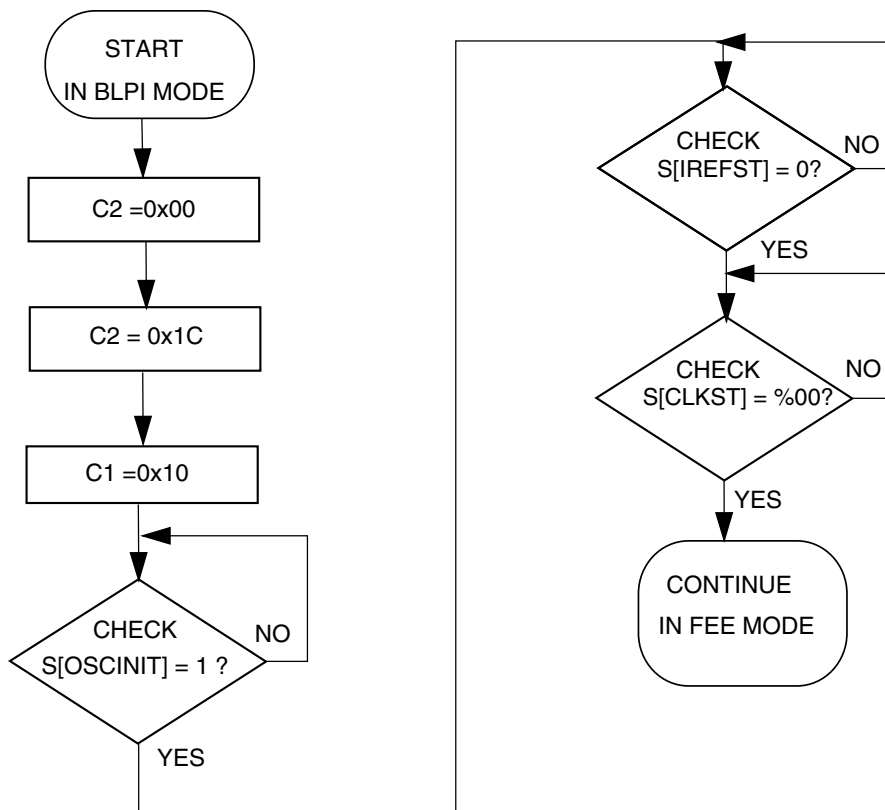 START
IN BLPI MODE
C2 =0x00
C2 = 0x1C
C1 =0x10
CHECK
S[OSCINIT] = 1 ?
NO
YES
CHECK
S[IREFST] = 0?
NO
YES
CHECK
S[CLKST] = %00?
NO
YES
CONTINUE
IN FEE MODE